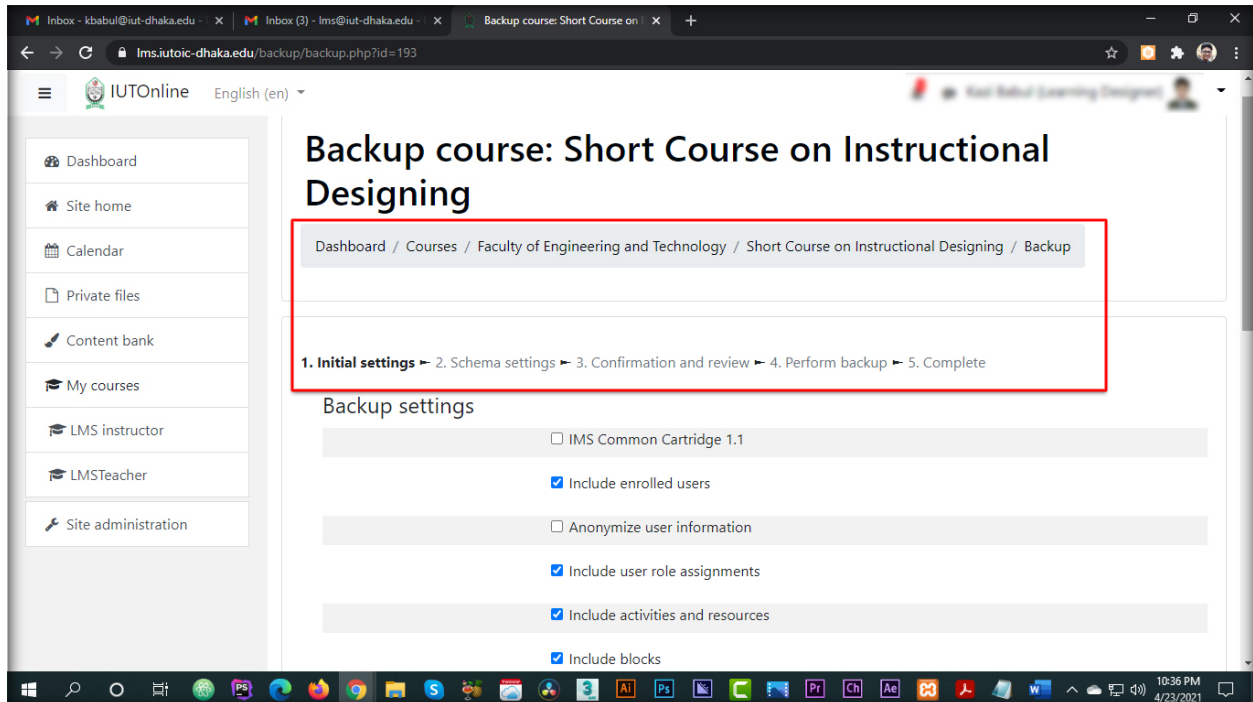 Inbox - kbabul@iut-dhaka.edu -
Inbox (3) - lms@iut-dhaka.edu -
Backup course: Short Course on I
lms.iutoic-dhaka.edu/backup/backup.php?id=193
IUTOnline
English (en)
Kazi Babul (Learning Designer)
Backup course: Short Course on Instructional
Designing
Dashboard
Site home
Calendar
Private files
Content bank
My courses
LMS instructor
LMSTeacher
Site administration
Dashboard / Courses / Faculty of Engineering and Technology / Short Course on Instructional Designing / Backup
1. Initial settings ► 2. Schema settings ► 3. Confirmation and review ► 4. Perform backup ► 5. Complete
Backup settings
IMS Common Cartridge 1.1
Include enrolled users
Anonymize user information
Include user role assignments
Include activities and resources
Include blocks
10:36 PM
4/23/2021